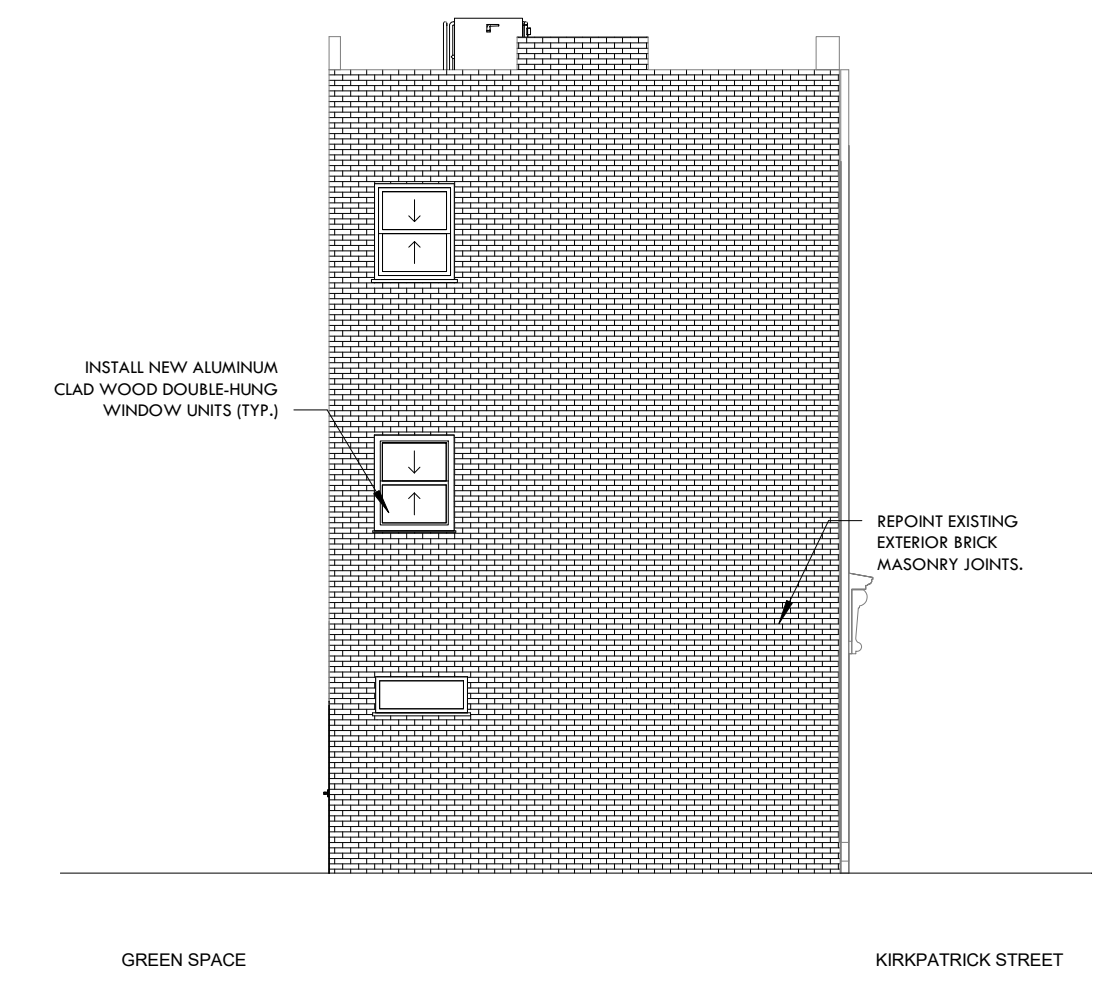 INSTALL NEW ALUMINUM
CLAD WOOD DOUBLE-HUNG
WINDOW UNITS (TYP.)
REPOINT EXISTING
EXTERIOR BRICK
MASONRY JOINTS.
GREEN SPACE
KIRKPATRICK STREET